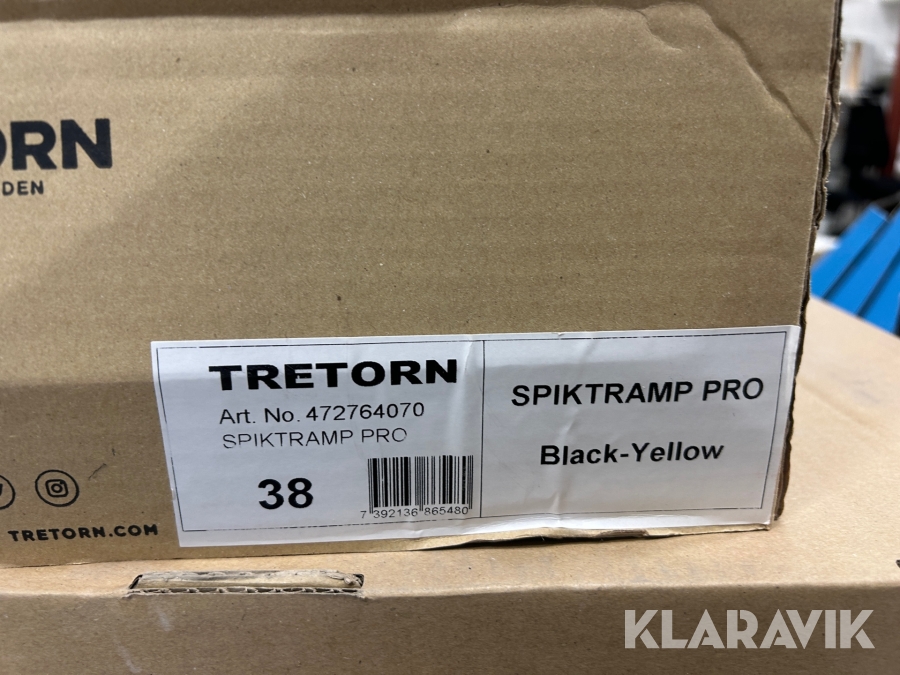 ORN
DEN
TRETORN
Art. No. 472764070
SPIKTRAMP PRO
38
7 392136 865480
SPIKTRAMP PRO
Black-Yellow
TRETORN.COM
KLARAVIK